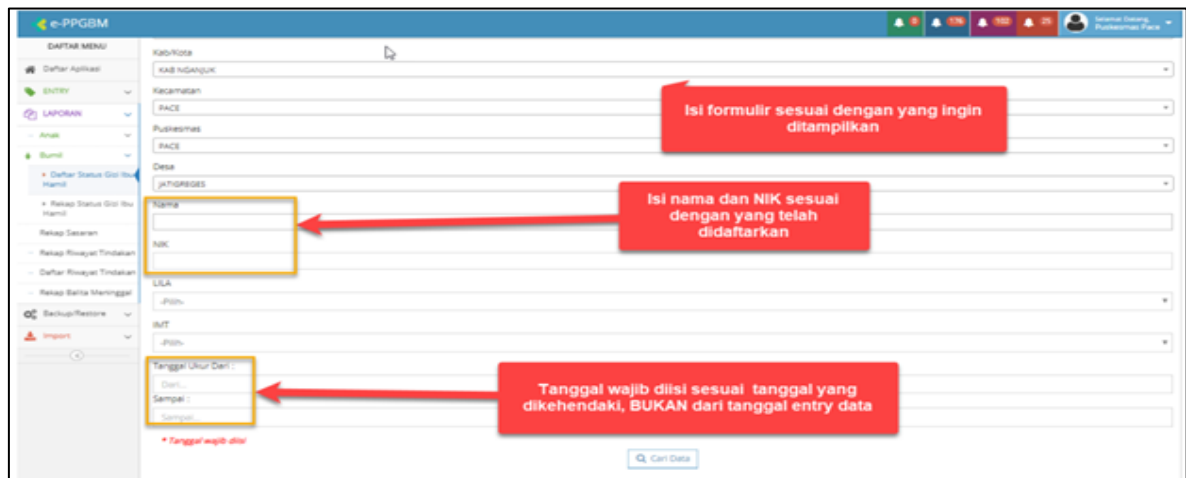 e-PPGBM
0
176
102
25
Selamat Datang,
Puskesmas Pace
DAFTAR MENU
Daftar Aplikasi
ENTRY
LAPORAN
Anak
Bumil
Daftar Status Gizi Ibu
Hamil
Rekap Status Gizi Ibu
Hamil
Rekap Sasaran
Rekap Riwayat Tindakan
Daftar Riwayat Tindakan
Rekap Balita Meninggal
Backup/Restore
Import
Kab/Kota
KAB NGANJUK
Kecamatan
PACE
Puskesmas
PACE
Desa
JATIGREGES
Nama
NIK
LILA
-Pilih-
IMT
-Pilih-
Tanggal Ukur Dari :
Dari...
Sampai :
Sampai...
* Tanggal wajib diisi
Cari Data
Isi formulir sesuai dengan yang ingin
ditampilkan
Isi nama dan NIK sesuai
dengan yang telah
didaftarkan
Tanggal wajib diisi sesuai tanggal yang
dikehendaki, BUKAN dari tanggal entry data